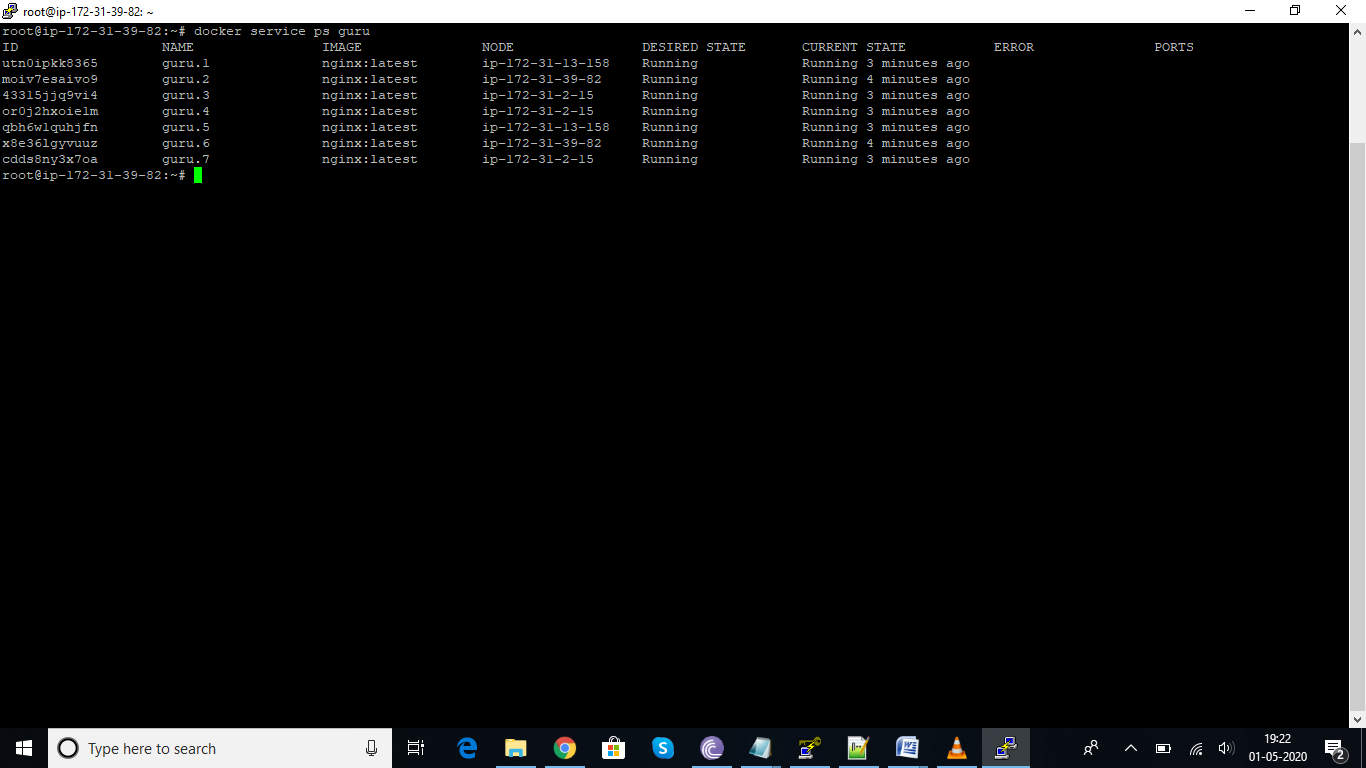 root@ip-172-31-39-82: ~
root@ip-172-31-39-82:~# docker service ps guru
ID NAME IMAGE NODE DESIRED STATE CURRENT STATE ERROR PORTS
utn0ipkk8365 guru.1 nginx:latest ip-172-31-13-158 Running Running 3 minutes ago
moiv7esaivo9 guru.2 nginx:latest ip-172-31-39-82 Running Running 4 minutes ago
433l5jjq9vi4 guru.3 nginx:latest ip-172-31-2-15 Running Running 3 minutes ago
or0j2hxoielm guru.4 nginx:latest ip-172-31-2-15 Running Running 3 minutes ago
qbh6w1quhjfn guru.5 nginx:latest ip-172-31-13-158 Running Running 3 minutes ago
x8e36lgyvuuz guru.6 nginx:latest ip-172-31-39-82 Running Running 4 minutes ago
cdds8ny3x7oa guru.7 nginx:latest ip-172-31-2-15 Running Running 3 minutes ago
root@ip-172-31-39-82:~#
Type here to search
19:22
01-05-2020
2